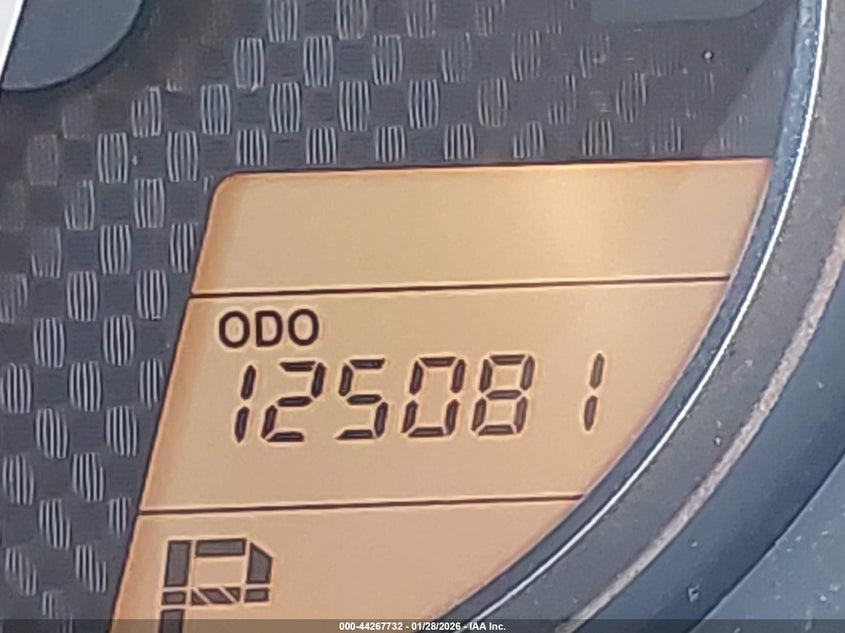 ODO
125081
P
000-44267732 - 01/28/2026 - IAA Inc.